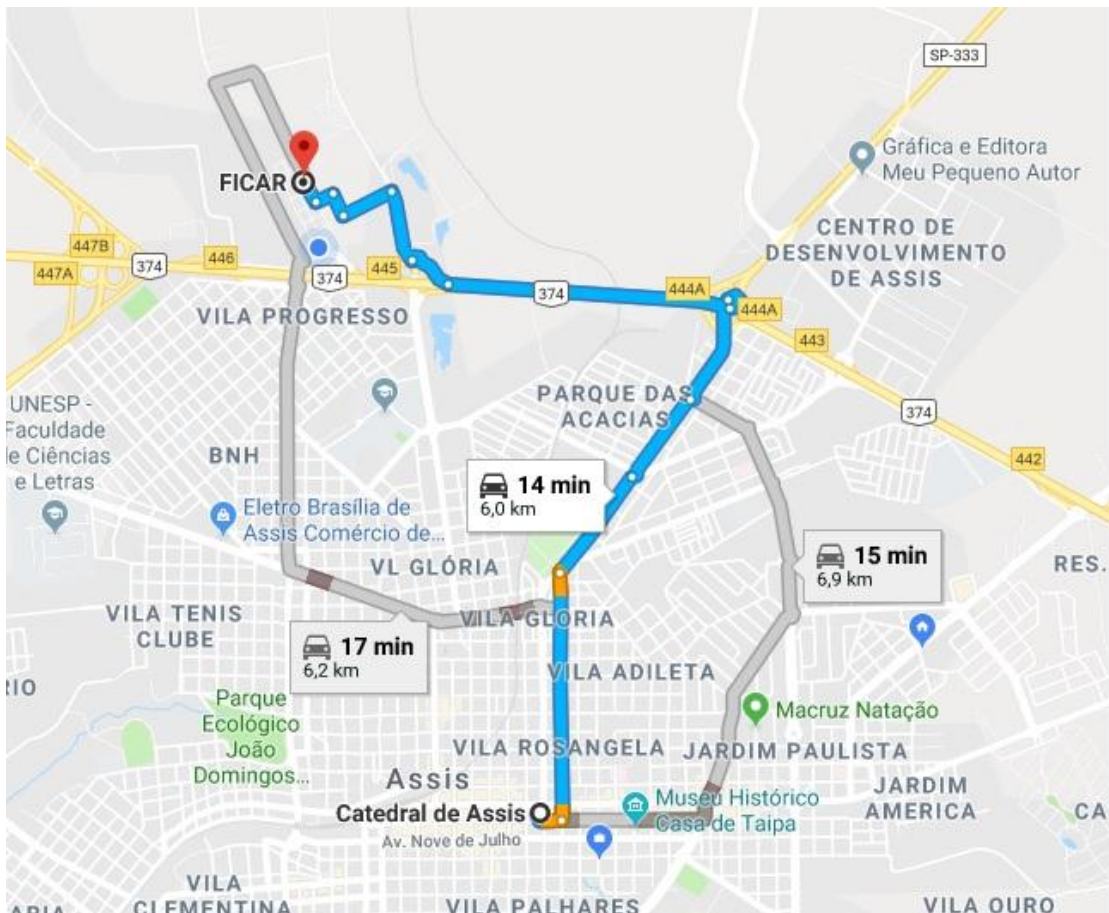 SP-333
Gráfica e Editora
Meu Pequeno Autor
FICAR
CENTRO DE
DESENVOLVIMENTO
DE ASSIS
447B
447A
374
446
374
445
374
444A
444A
443
VILA PROGRESSO
374
442
PARQUE DAS
ACACIAS
UNESP -
Faculdade
de Ciências
e Letras
BNH
14 min
6,0 km
Eletro Brasília de
Assis Comércio de...
15 min
6,9 km
RES.
VL GLÓRIA
VILA TENIS
CLUBE
VILA GLORIA
17 min
6,2 km
VILA ADILETA
RIO
Parque
Ecológico
João
Domingos...
Macruz Natação
VILA ROSANGELA
JARDIM PAULISTA
Assis
JARDIM
AMERICA
Catedral de Assis
Av. Nove de Julho
Museu Histórico
Casa de Taipa
CA
VILA
CLEMENTINA
VILA PALHARES
VILA OURO